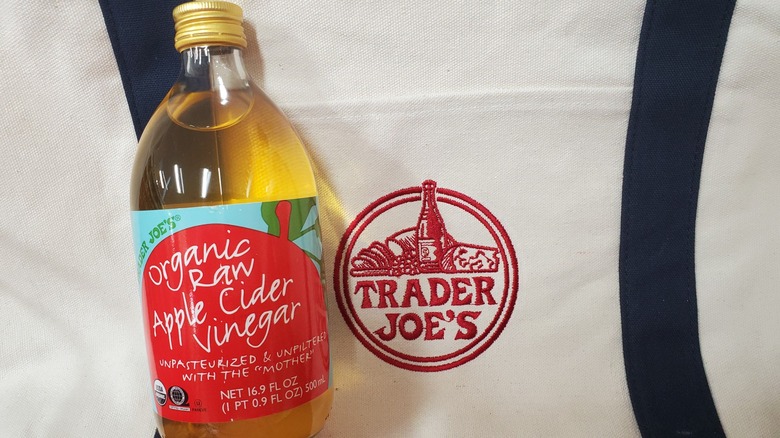 JOE'S
Organic
Raw
Apple Cider
Vinegar
UNPASTEURIZED & UNFILTERED
WITH THE "MOTHER"
NET 16.9 FL OZ
(1 PT 0.9 FL OZ) 500 mL
TRADER
JOE'S